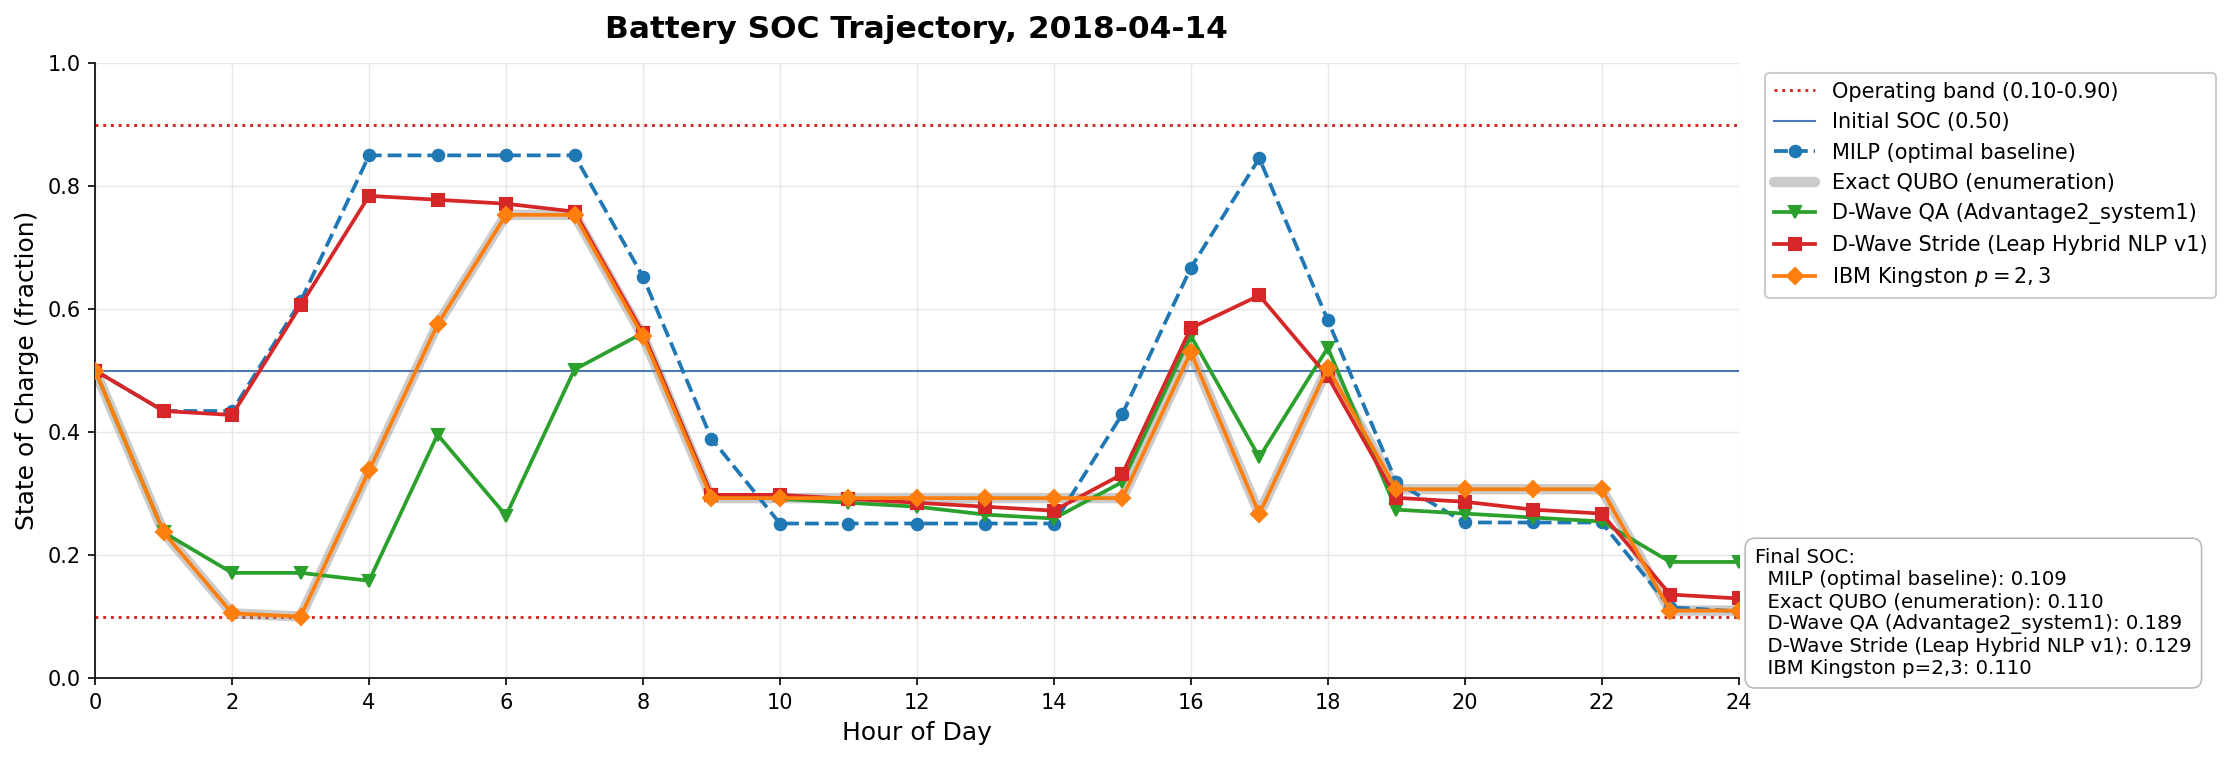 Battery SOC Trajectory, 2018-04-14
State of Charge (fraction)
1.0
0.8
0.6
0.4
0.2
0.0
0 2 4 6 8 10 12 14 16 18 20 22 24
Hour of Day
Operating band (0.10-0.90)
Initial SOC (0.50)
MILP (optimal baseline)
Exact QUBO (enumeration)
D-Wave QA (Advantage2_system1)
D-Wave Stride (Leap Hybrid NLP v1)
IBM Kingston p = 2, 3
Final SOC:
MILP (optimal baseline): 0.109
Exact QUBO (enumeration): 0.110
D-Wave QA (Advantage2_system1): 0.189
D-Wave Stride (Leap Hybrid NLP v1): 0.129
IBM Kingston p=2,3: 0.110